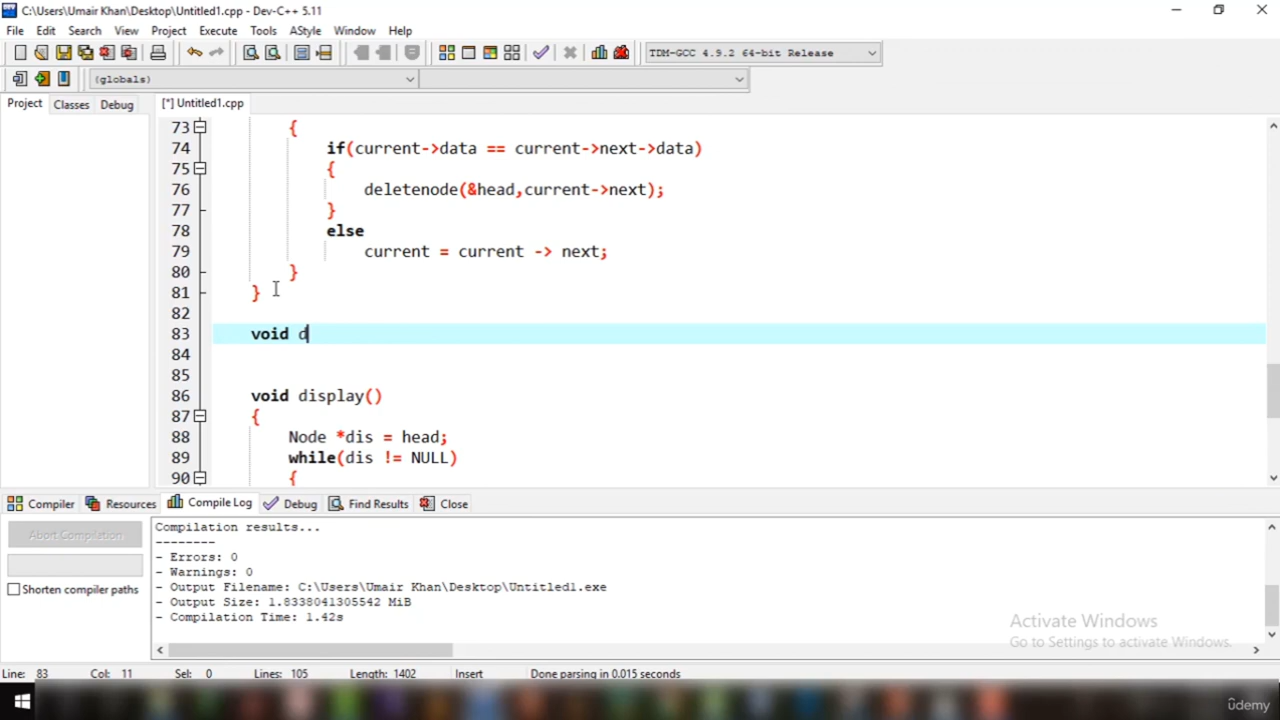 C:\Users\Umair Khan\Desktop\Untitled1.cpp - Dev-C++ 5.11
File Edit Search View Project Execute Tools AStyle Window Help
TDM-GCC 4.9.2 64-bit Release
(globals)
Project Classes Debug [*] Untitled1.cpp
73 {
74 if(current->data == current->next->data)
75 {
76 deletenode(&head,current->next);
77 }
78 else
79 current = current -> next;
80 }
81 }
82
83 void d
84
85
86 void display()
87 {
88 Node *dis = head;
89 while(dis != NULL)
90 {
Compiler Resources Compile Log Debug Find Results Close
Abort Compilation
Shorten compiler paths
Compilation results...
--------
- Errors: 0
- Warnings: 0
- Output Filename: C:\Users\Umair Khan\Desktop\Untitled1.exe
- Output Size: 1.8338041305542 MiB
- Compilation Time: 1.42s
Activate Windows
Go to Settings to activate Windows.
Line: 83 Col: 11 Sel: 0 Lines: 105 Length: 1402 Insert Done parsing in 0.015 seconds
ûdemy